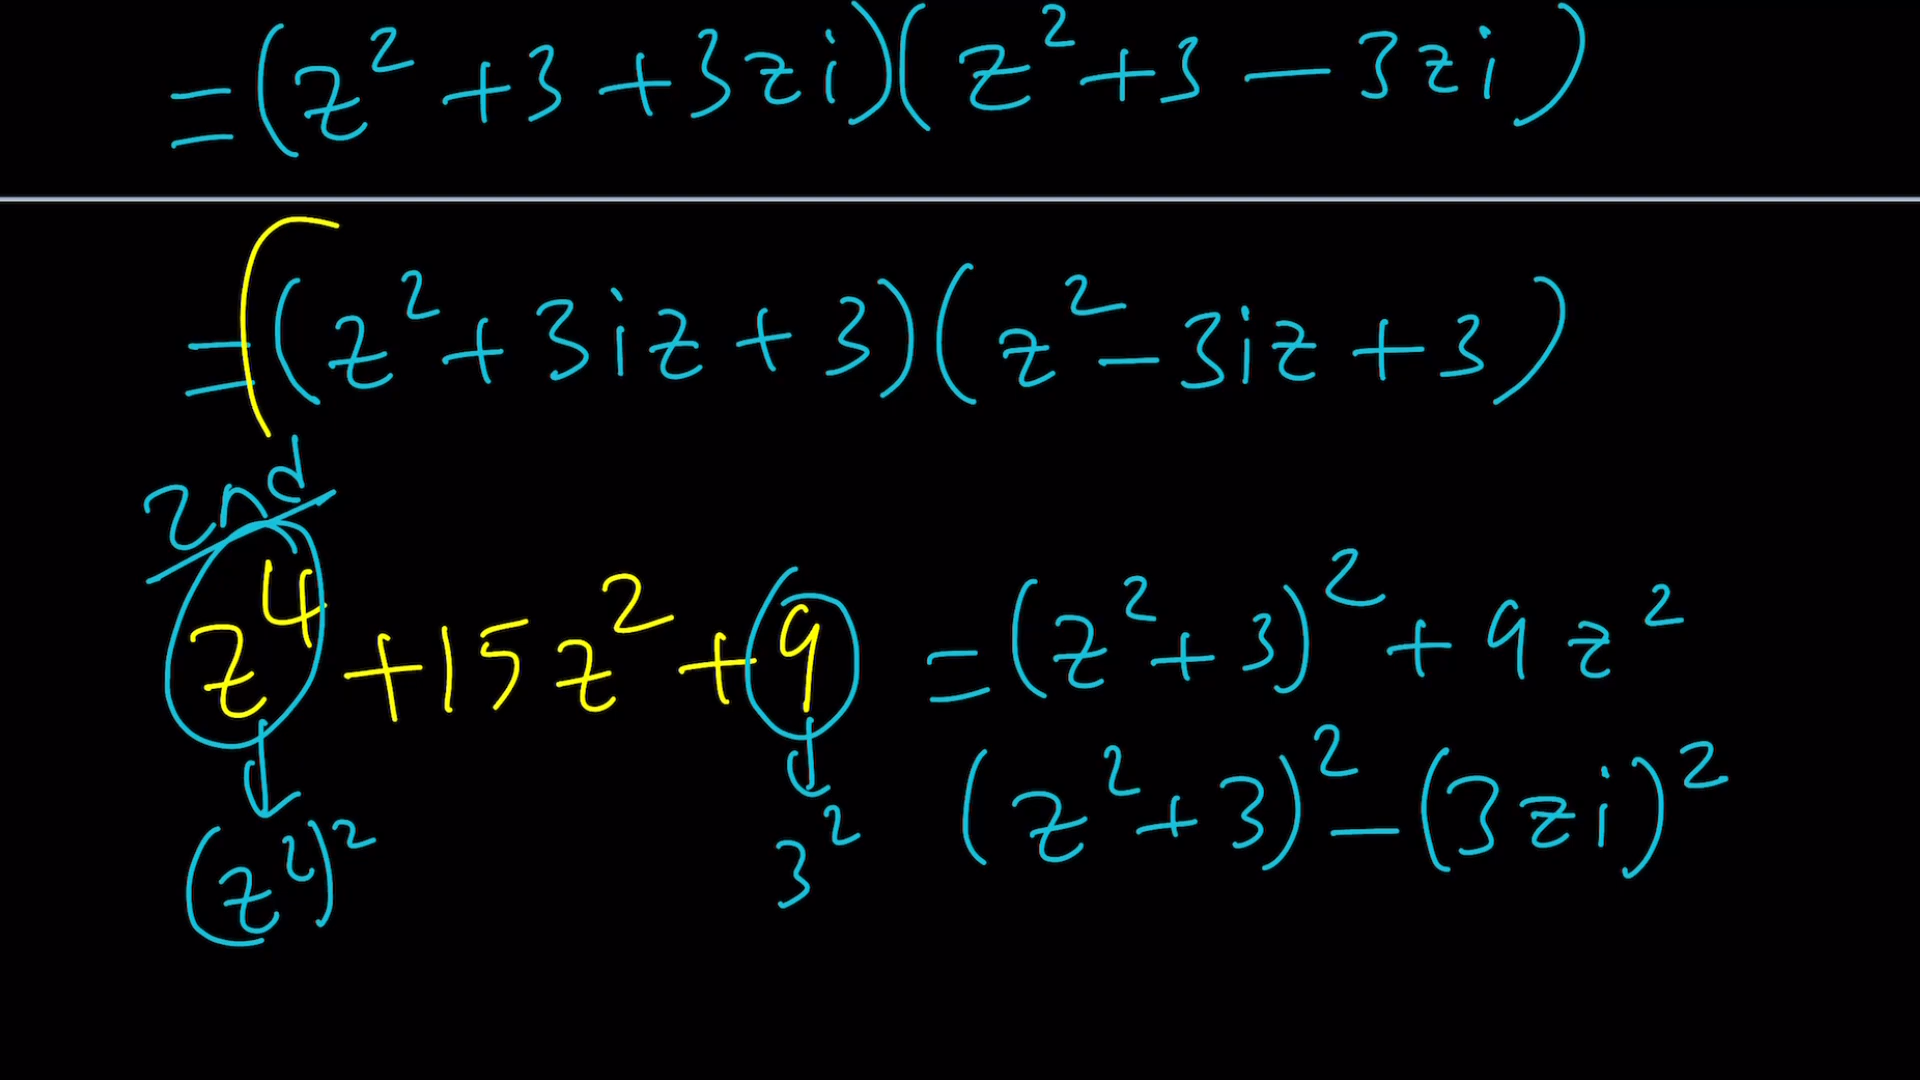 =(z²+3+3zi)(z²+3-3zi)
=(z²+3iz+3)(z²-3iz+3)
2nd
z⁴+15z²+9=(z²+3)²+9z²
(z²+3)²-(3zi)²
(z²)² 3²